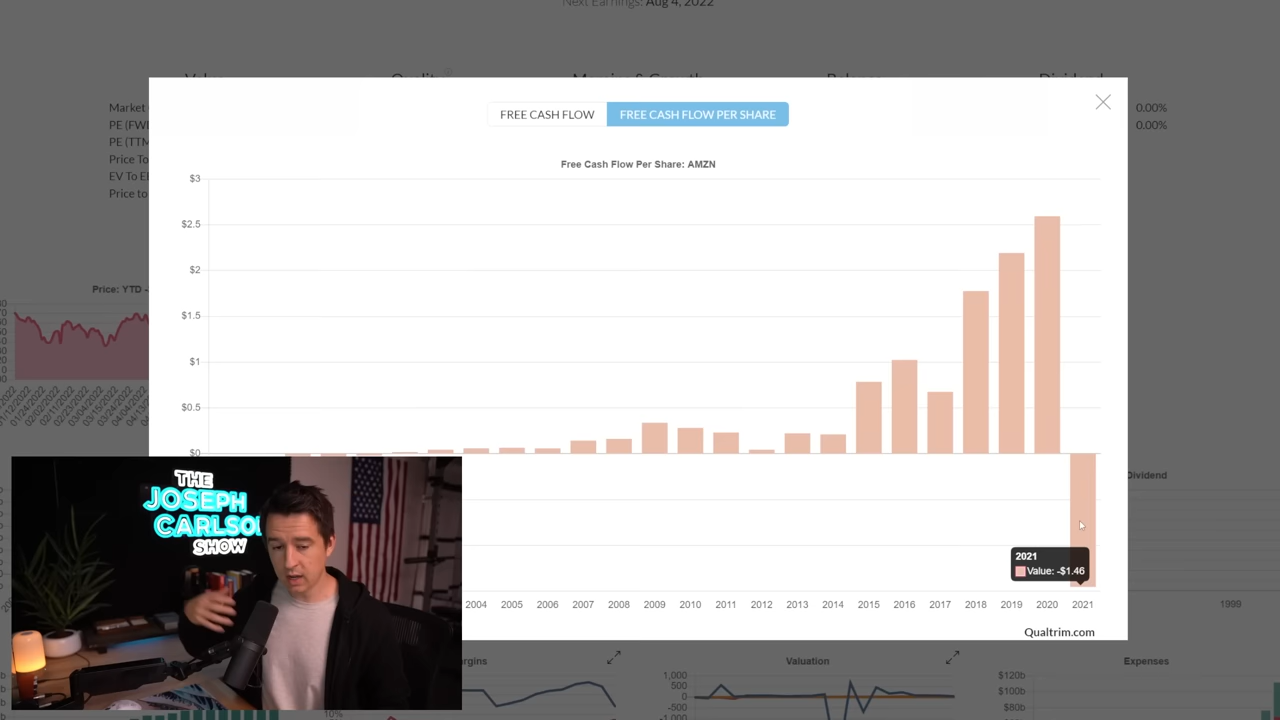 Next Earnings: Aug 4, 2022
Market
PE (FWD
PE (TTM
Price To
EV To E
Price to
0.00%
0.00%
FREE CASH FLOW
FREE CASH FLOW PER SHARE
Free Cash Flow Per Share: AMZN
$3
$2.5
$2
$1.5
$1
$0.5
$0
Price: YTD -
2021
Value: -$1.46
2004 2005 2006 2007 2008 2009 2010 2011 2012 2013 2014 2015 2016 2017 2018 2019 2020 2021
Qualtrim.com
THE
JOSEPH
CARLSO
SHOW
Dividend
1999
rgins
10%
Valuation
1,000
500
0
-500
-1,000
Expenses
$120b
$100b
$80b